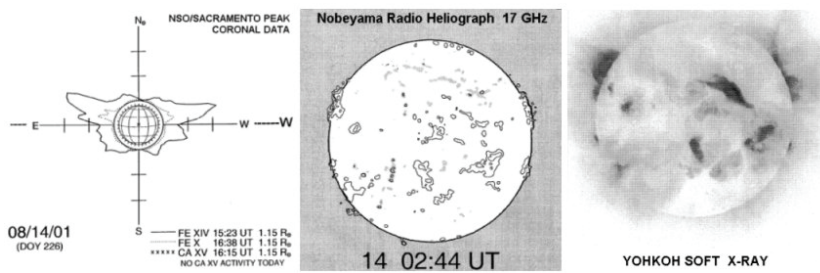 NSO/SACRAMENTO PEAK
CORONAL DATA
N⊙
E
W
W
S
08/14/01
(DOY 226)
FE XIV 15:23 UT 1.15 R⊙
FE X 16:38 UT 1.15 R⊙
CA XV 16:15 UT 1.15 R⊙
NO CA XV ACTIVITY TODAY
Nobeyama Radio Heliograph 17 GHz
14 02:44 UT
YOHKOH SOFT X-RAY